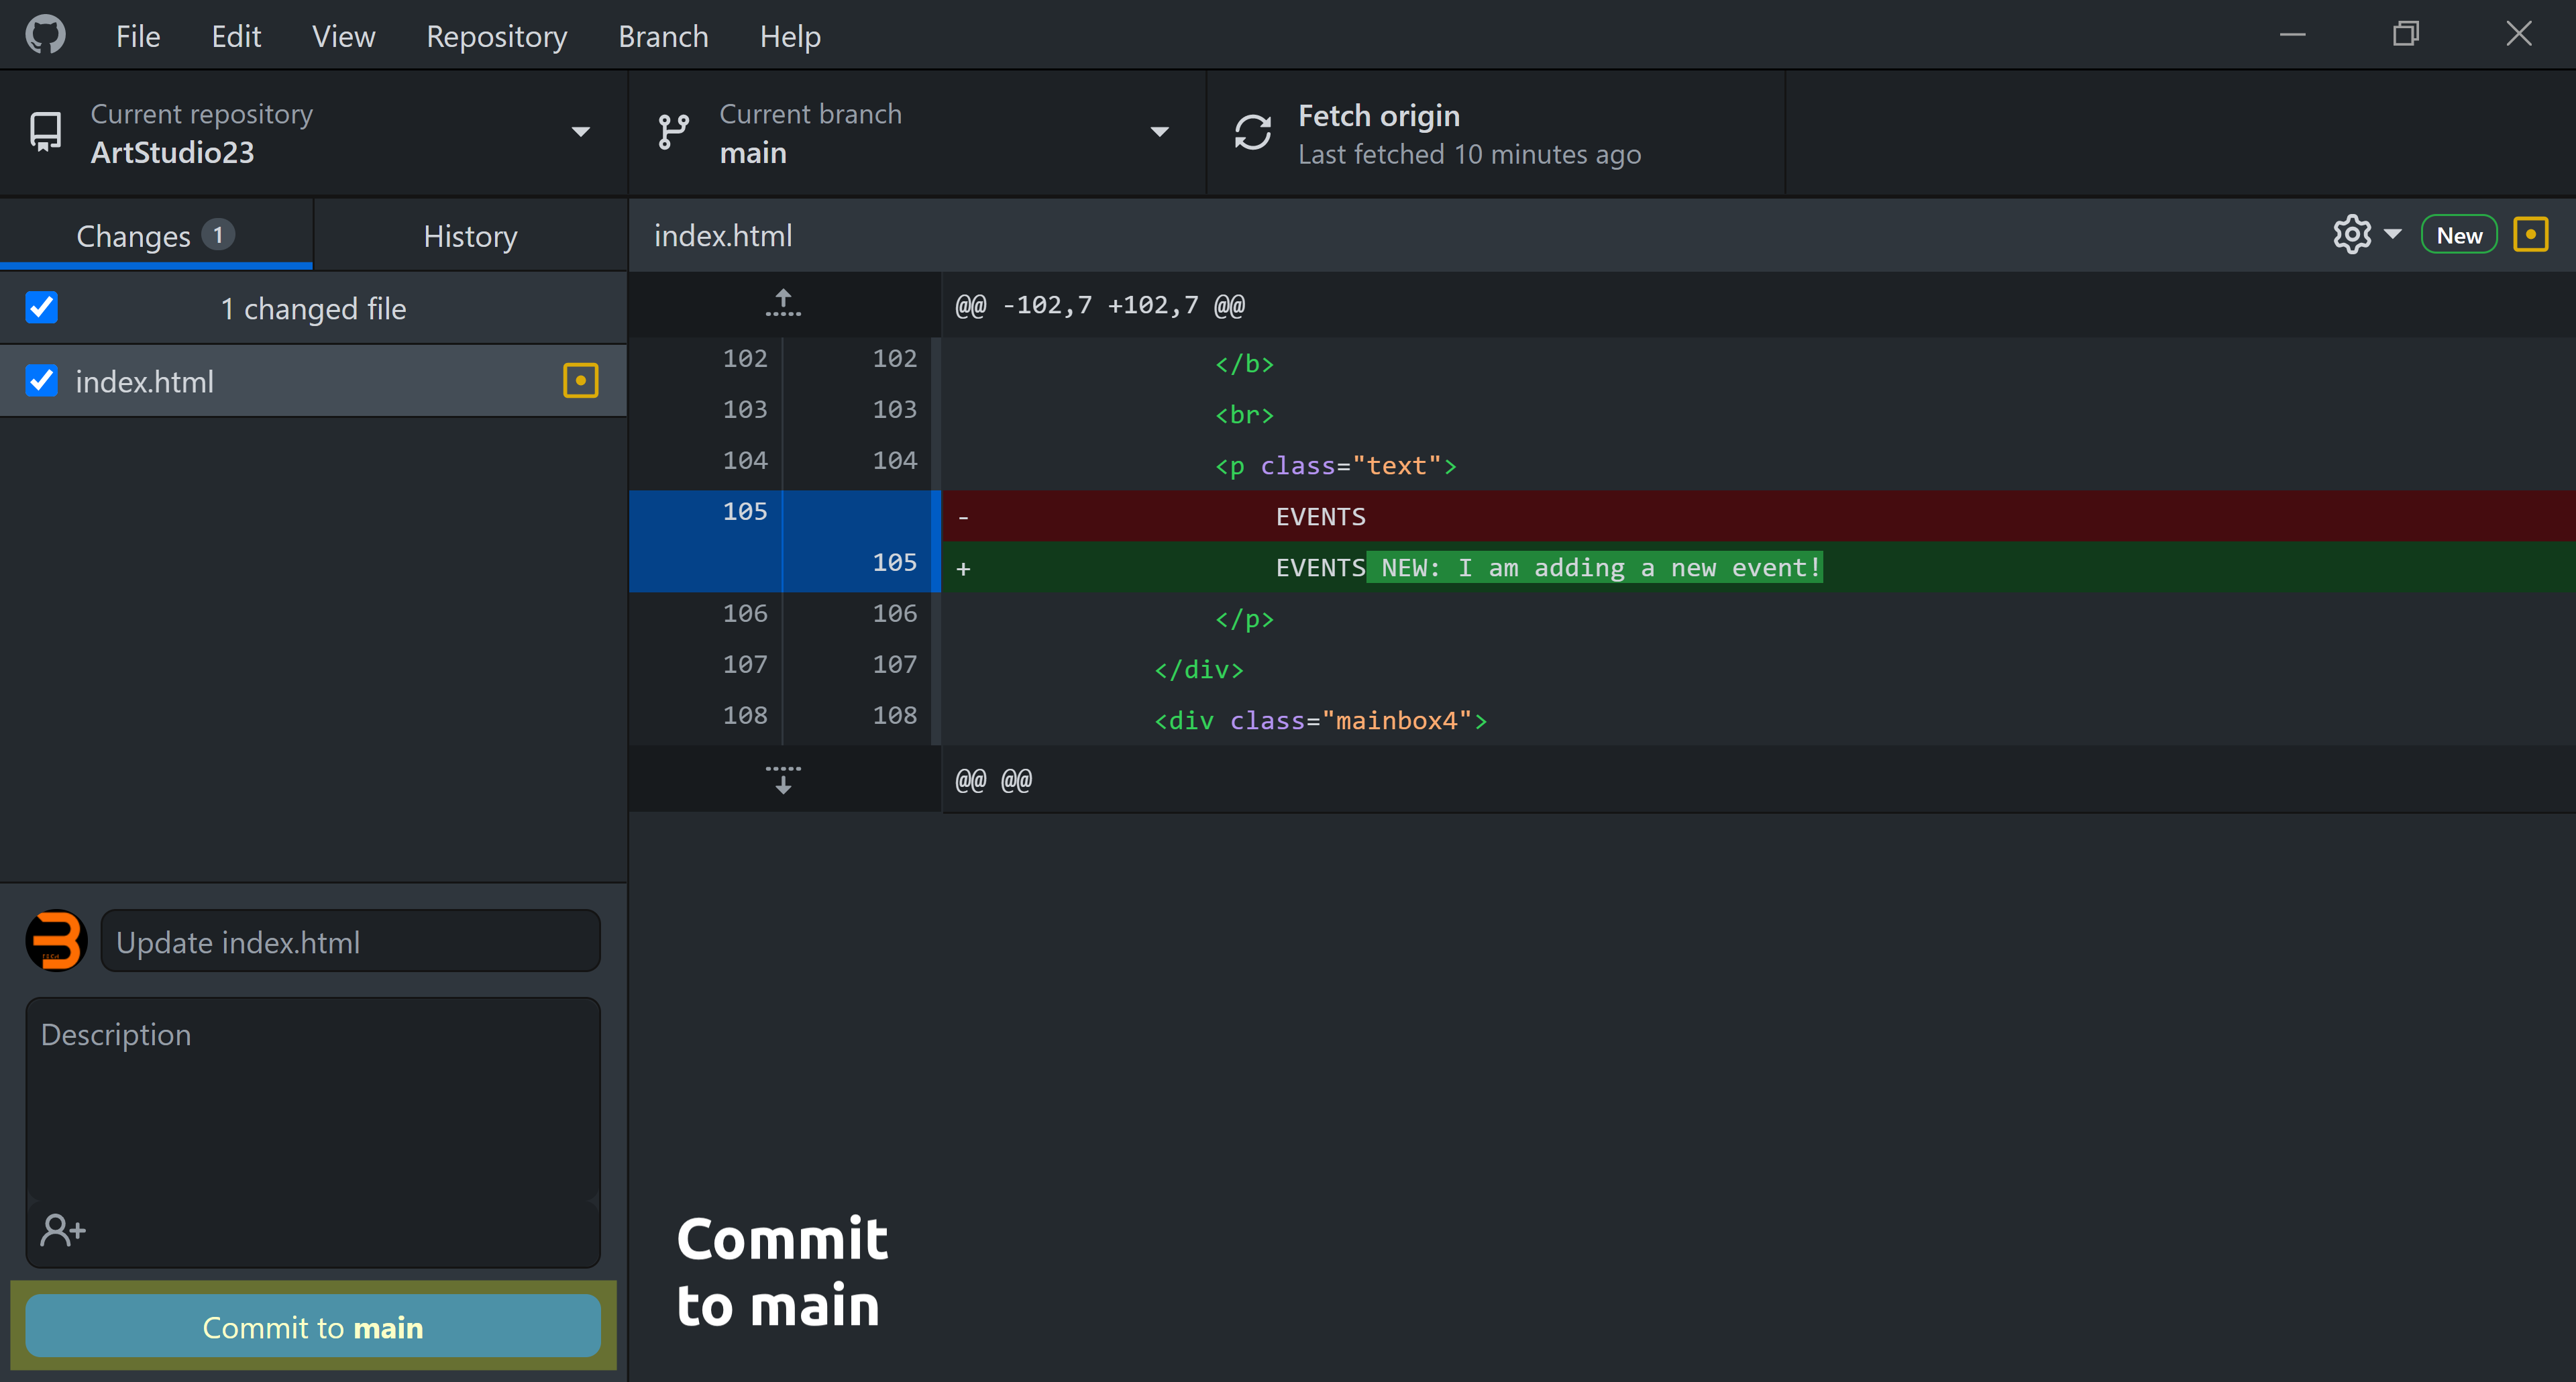 File Edit View Repository Branch Help
Current repository
ArtStudio23
Current branch
main
Fetch origin
Last fetched 10 minutes ago
Changes 1
History
1 changed file
index.html
index.html
New
@@ -102,7 +102,7 @@
102 102 </b>
103 103 <br>
104 104 <p class="text">
105 - EVENTS
105 + EVENTS NEW: I am adding a new event!
106 106 </p>
107 107 </div>
108 108 <div class="mainbox4">
@@ @@
Update index.html
Description
Commit to main
Commit
to main